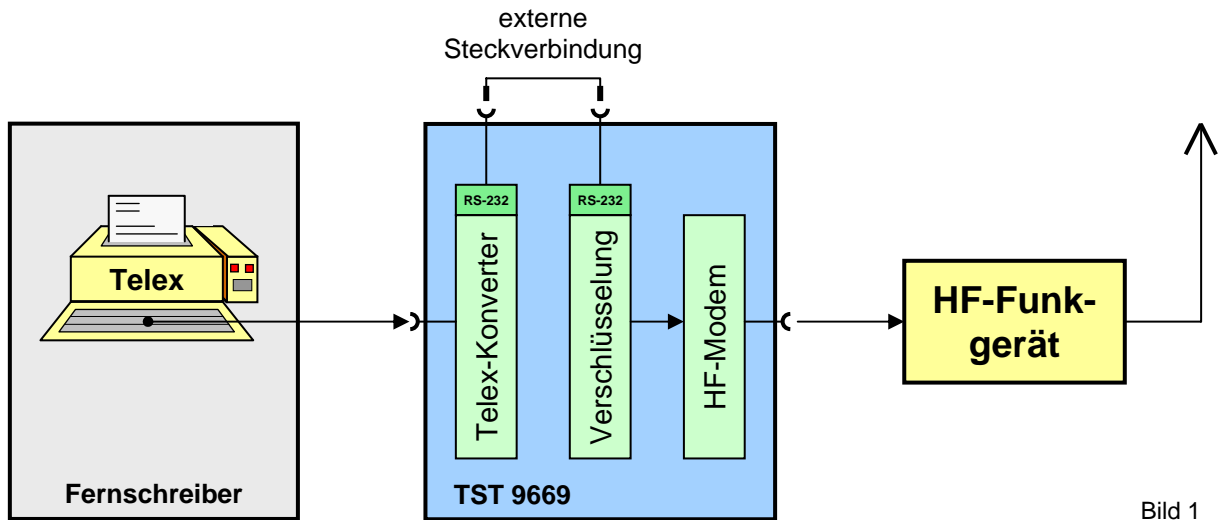 externe
Steckverbindung
RS-232
RS-232
Telex
Telex-Konverter
Verschlüsselung
HF-Modem
HF-Funk-
gerät
Fernschreiber
TST 9669
Bild 1